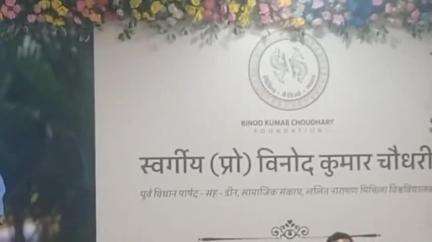 BINOD KUMAR CHOUDHARY
FOUNDATION
स्वर्गीय (प्रो) विनोद कुमार चौधरी
पूर्व विधान पार्षद - सह - डीन, सामाजिक संकाय, ललित नारायण मिथिला विश्वविद्यालय